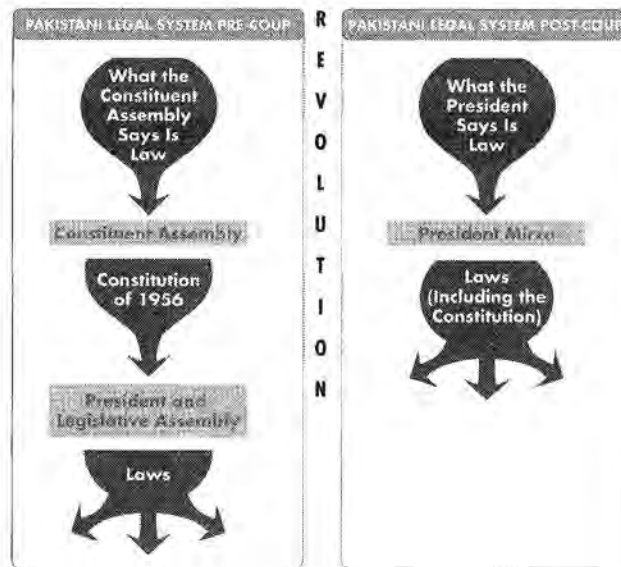 PAKISTANI LEGAL SYSTEM PRE-COUP
What the
Constituent
Assembly
Says Is
Law
Constituent Assembly
Constitution
of 1956
President and
Legislative Assembly
Laws
REVOLUTION
PAKISTANI LEGAL SYSTEM POST-COUP
What the
President
Says Is
Law
President Mirza
Laws
(Including the
Constitution)